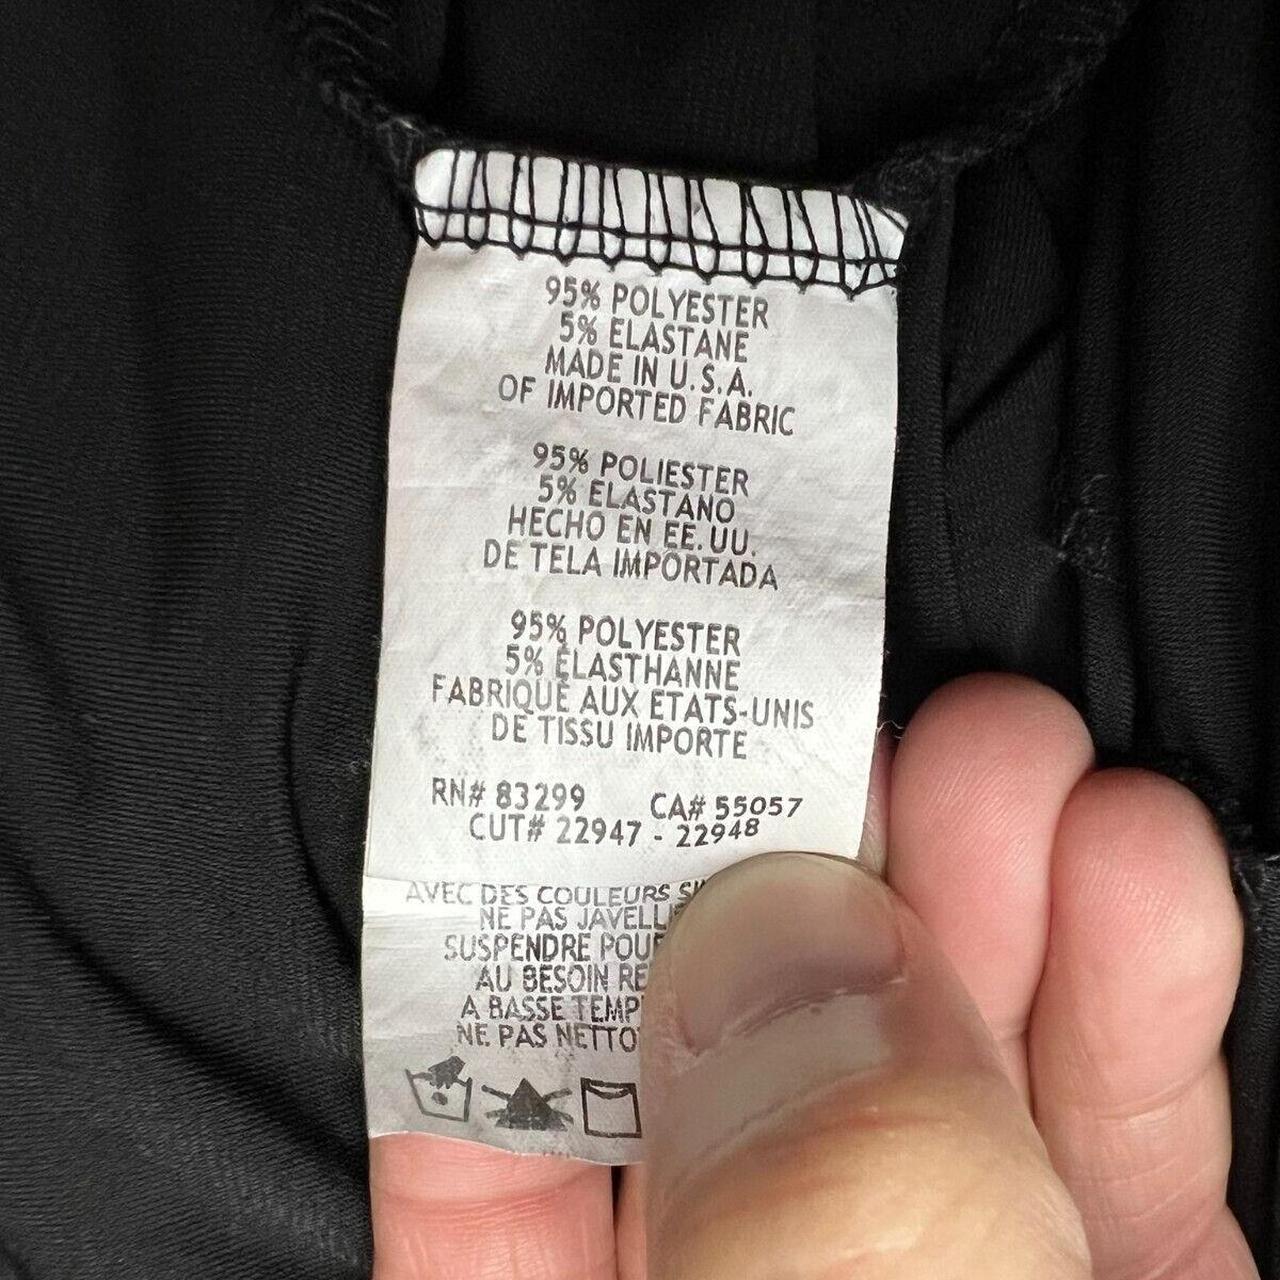 95% POLYESTER
5% ELASTANE
MADE IN U.S.A.
OF IMPORTED FABRIC
95% POLIESTER
5% ELASTANO
HECHO EN EE.UU.
DE TELA IMPORTADA
95% POLYESTER
5% ÉLASTHANNE
FABRIQUÉ AUX ETATS-UNIS
DE TISSU IMPORTE
RN# 83299 CA# 55057
CUT# 22947 - 22948
AVEC DES COULEURS
NE PAS
SUSPENDRE
AU BESOIN
A BASSE
NE PAS